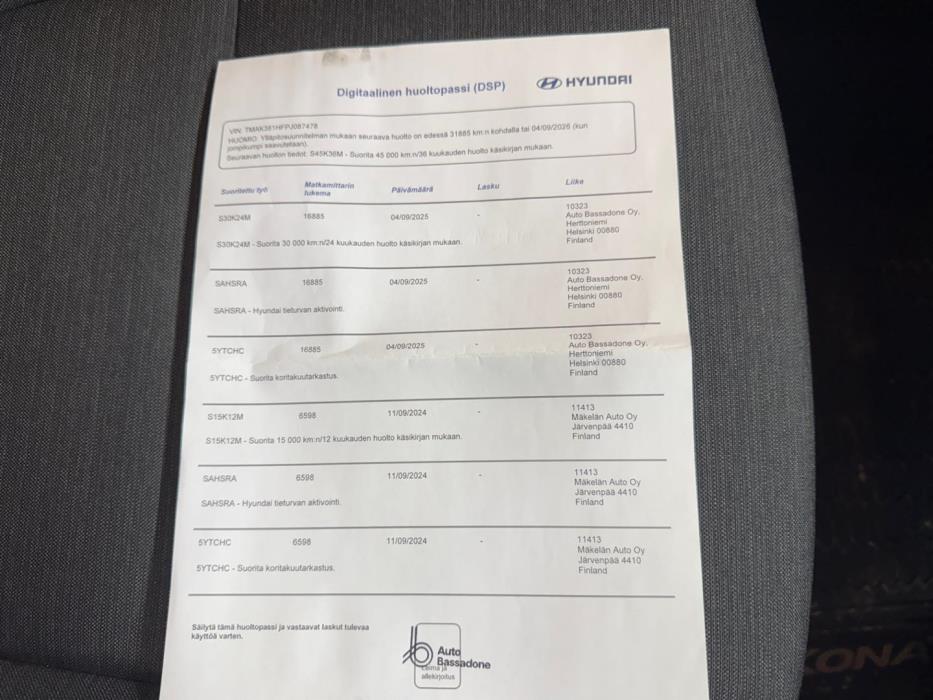 Digitaalinen huoltopassi (DSP)
HYUNDAI
VIN: TMAK381HFPJ087478
HUOMIO: Ylläpitosuunnitelman mukaan seuraava huolto on edessä 31885 km:n kohdalla tai 04/09/2026 (kun
jompikumpi saavutetaan).
Seuraavan huollon tiedot: S45K36M - Suorita 45 000 km:n/36 kuukauden huolto käsikirjan mukaan.
Suoritettu työ Matkamittarin lukema Päivämäärä Lasku Liike
S30K24M 16885 04/09/2025 - 10323
Auto Bassadone Oy.
Herttoniemi
Helsinki 00880
Finland
S30K24M - Suorita 30 000 km:n/24 kuukauden huolto käsikirjan mukaan.
SAHSRA 16885 04/09/2025 - 10323
Auto Bassadone Oy.
Herttoniemi
Helsinki 00880
Finland
SAHSRA - Hyundai tieturvan aktivointi.
5YTCHC 16885 04/09/2025 - 10323
Auto Bassadone Oy.
Herttoniemi
Helsinki 00880
Finland
5YTCHC - Suorita koritakuutarkastus.
S15K12M 6598 11/09/2024 - 11413
Mäkelän Auto Oy
Järvenpää 4410
Finland
S15K12M - Suorita 15 000 km:n/12 kuukauden huolto käsikirjan mukaan.
SAHSRA 6598 11/09/2024 - 11413
Mäkelän Auto Oy
Järvenpää 4410
Finland
SAHSRA - Hyundai tieturvan aktivointi.
5YTCHC 6598 11/09/2024 - 11413
Mäkelän Auto Oy
Järvenpää 4410
Finland
5YTCHC - Suorita koritakuutarkastus.
Säilytä tämä huoltopassi ja vastaavat laskut tulevaa
käyttöä varten.
Auto
Bassadone
Leima ja
allekirjoitus
KONA